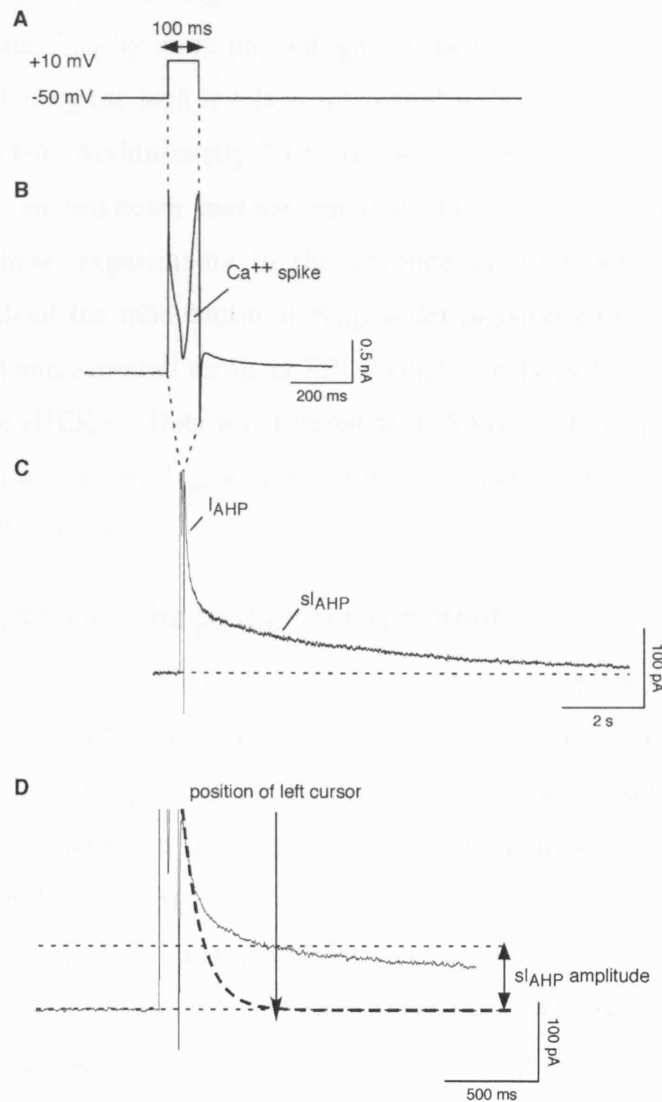 A
100 ms
+10 mV
-50 mV
B
Ca++ spike
0.5 nA
200 ms
C
IAHP
sIAHP
100 pA
2 s
D
position of left cursor
sIAHP amplitude
100 pA
500 ms